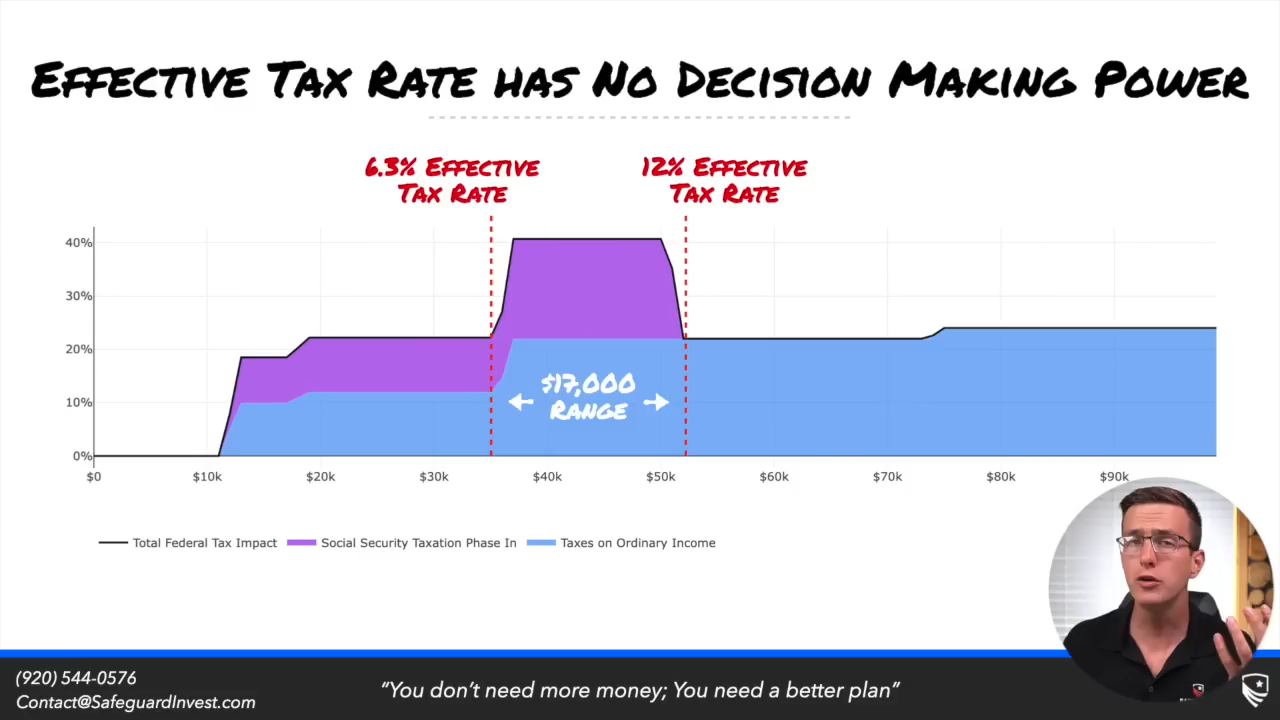 Effective Tax Rate has No Decision Making Power
6.3% Effective
Tax Rate
12% Effective
Tax Rate
40%
30%
20%
10%
0%
$17,000
Range
$0
$10k
$20k
$30k
$40k
$50k
$60k
$70k
$80k
$90k
Total Federal Tax Impact
Social Security Taxation Phase In
Taxes on Ordinary Income
(920) 544-0576
Contact@SafeguardInvest.com
“You don’t need more money; You need a better plan”